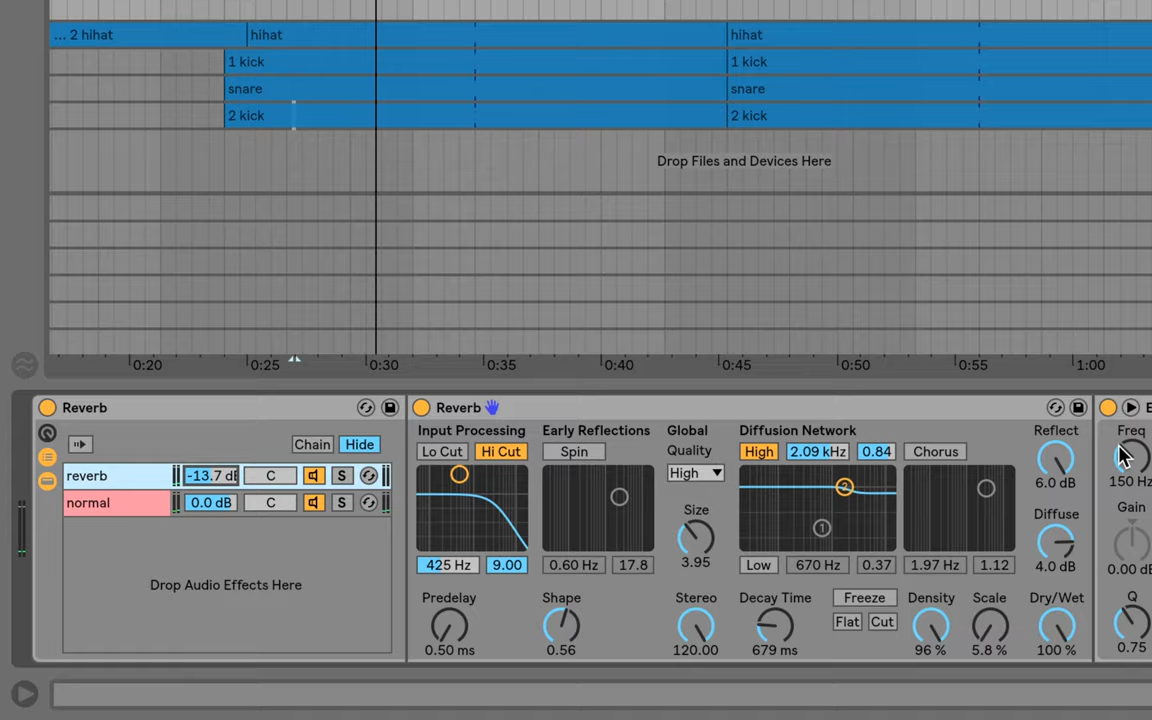 ... 2 hihat hihat hihat
1 kick 1 kick
snare snare
2 kick 2 kick
Drop Files and Devices Here
0:20 0:25 0:30 0:35 0:40 0:45 0:50 0:55 1:00
Reverb
Chain Hide
reverb -13.7 dB C S
normal 0.0 dB C S
Drop Audio Effects Here
Reverb
Input Processing Early Reflections Global Diffusion Network Reflect
Lo Cut Hi Cut Spin Quality High 2.09 kHz 0.84 Chorus
High
6.0 dB
Size
3.95
Diffuse
4.0 dB
2
1
425 Hz 9.00 0.60 Hz 17.8 Low 670 Hz 0.37 1.97 Hz 1.12
Predelay Shape Stereo Decay Time Freeze Density Scale Dry/Wet
Flat Cut
0.50 ms 0.56 120.00 679 ms 96 % 5.8 % 100 %
Freq
150 Hz
Gain
0.00 dB
Q
0.75